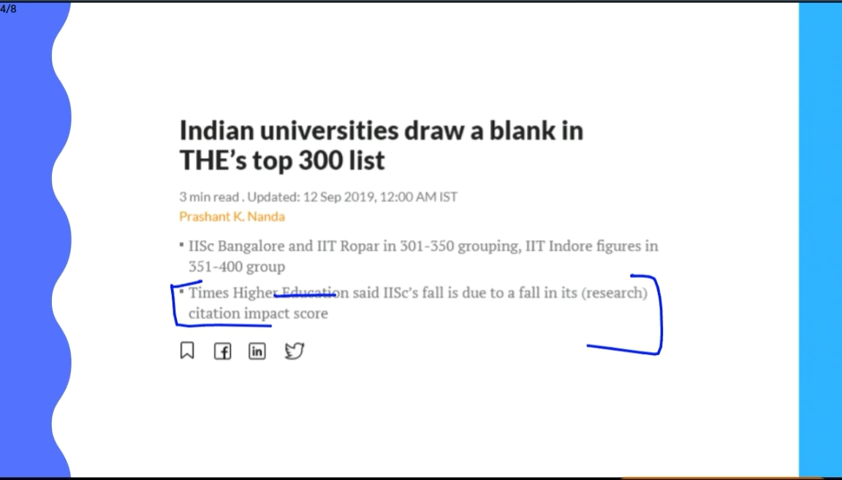 4/8
Indian universities draw a blank in
THE's top 300 list
3 min read . Updated: 12 Sep 2019, 12:00 AM IST
Prashant K. Nanda
▪ IISc Bangalore and IIT Ropar in 301-350 grouping, IIT Indore figures in
351-400 group
▪ Times Higher Education said IISc's fall is due to a fall in its (research)
citation impact score